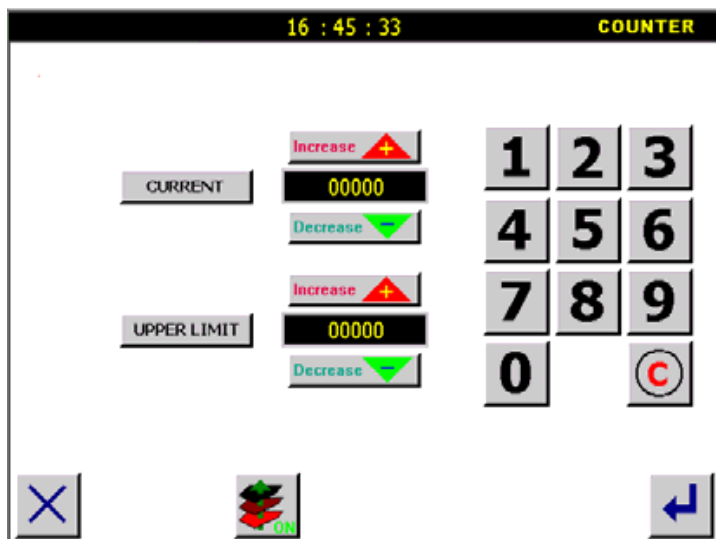 16 : 45 : 33 COUNTER
Increase +
1 2 3
CURRENT 00000
Decrease -
4 5 6
Increase +
7 8 9
UPPER LIMIT 00000
Decrease -
0 C
ON